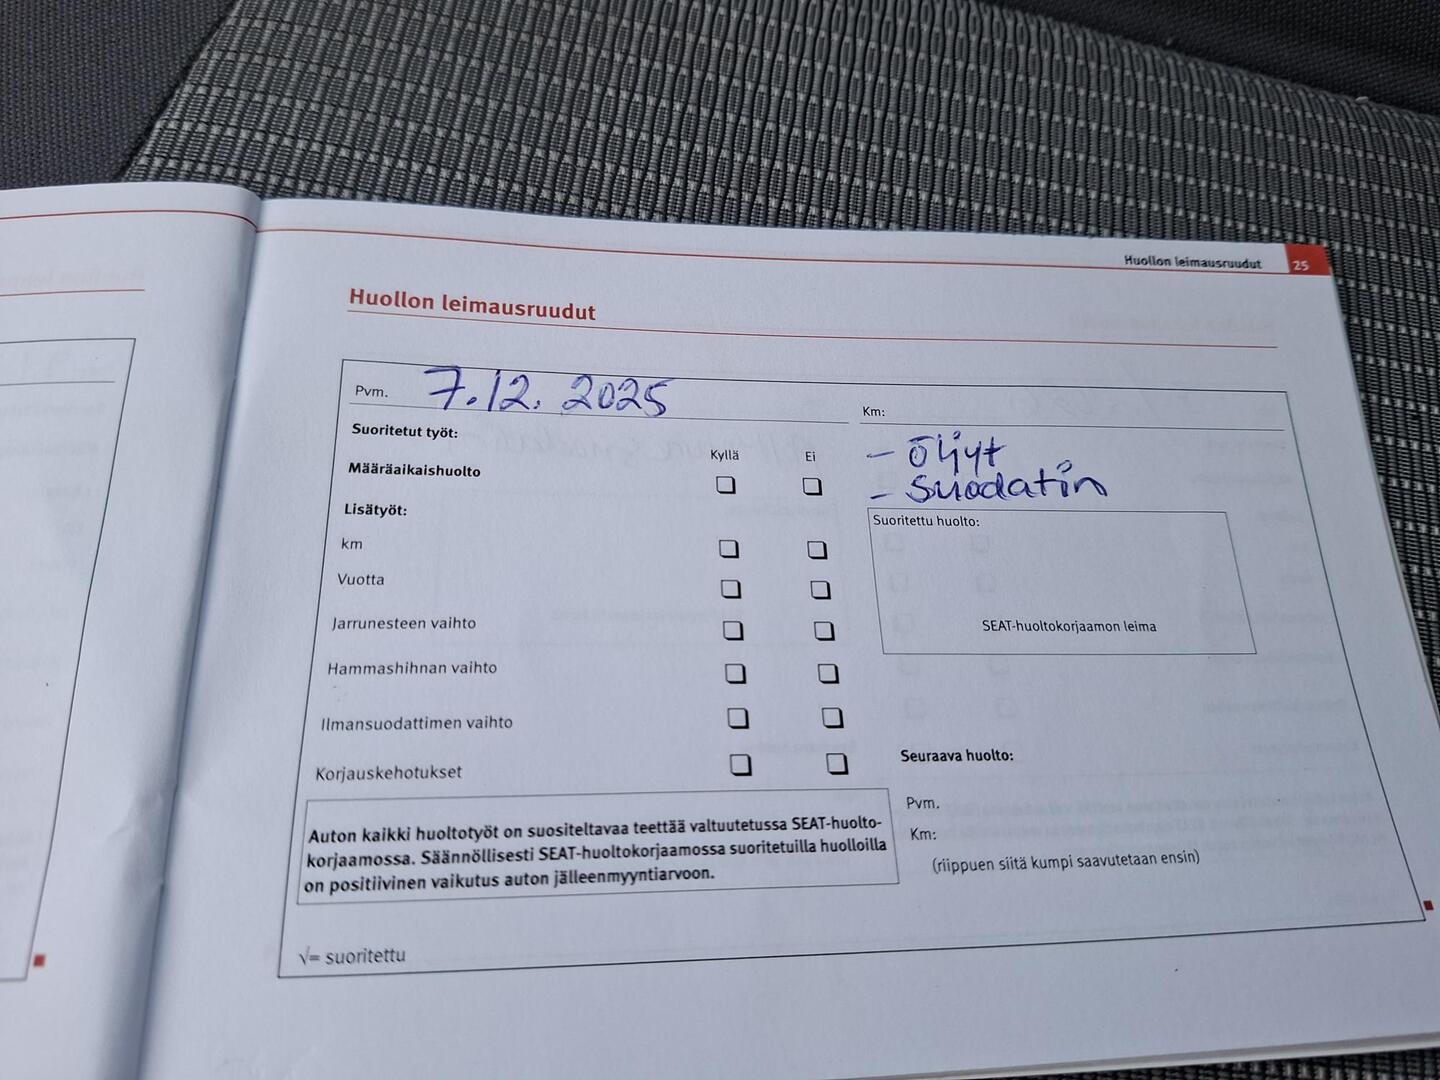 Huollon leimausruudut 25
Huollon leimausruudut
Pvm. 7.12.2025
Km:
Suoritetut työt:
Kyllä Ei
- öljyt
Määräaikaishuolto
- suodatin
Lisätyöt:
Suoritettu huolto:
km
Vuotta
Jarrunesteen vaihto
SEAT-huoltokorjaamon leima
Hammashihnan vaihto
Ilmansuodattimen vaihto
Korjauskehotukset
Seuraava huolto:
Pvm.
Km:
(riippuen siitä kumpi saavutetaan ensin)
Auton kaikki huoltotyöt on suositeltavaa teettää valtuutetussa SEAT-huolto-
korjaamossa. Säännöllisesti SEAT-huoltokorjaamossa suoritetuilla huolloilla
on positiivinen vaikutus auton jälleenmyyntiarvoon.
√= suoritettu